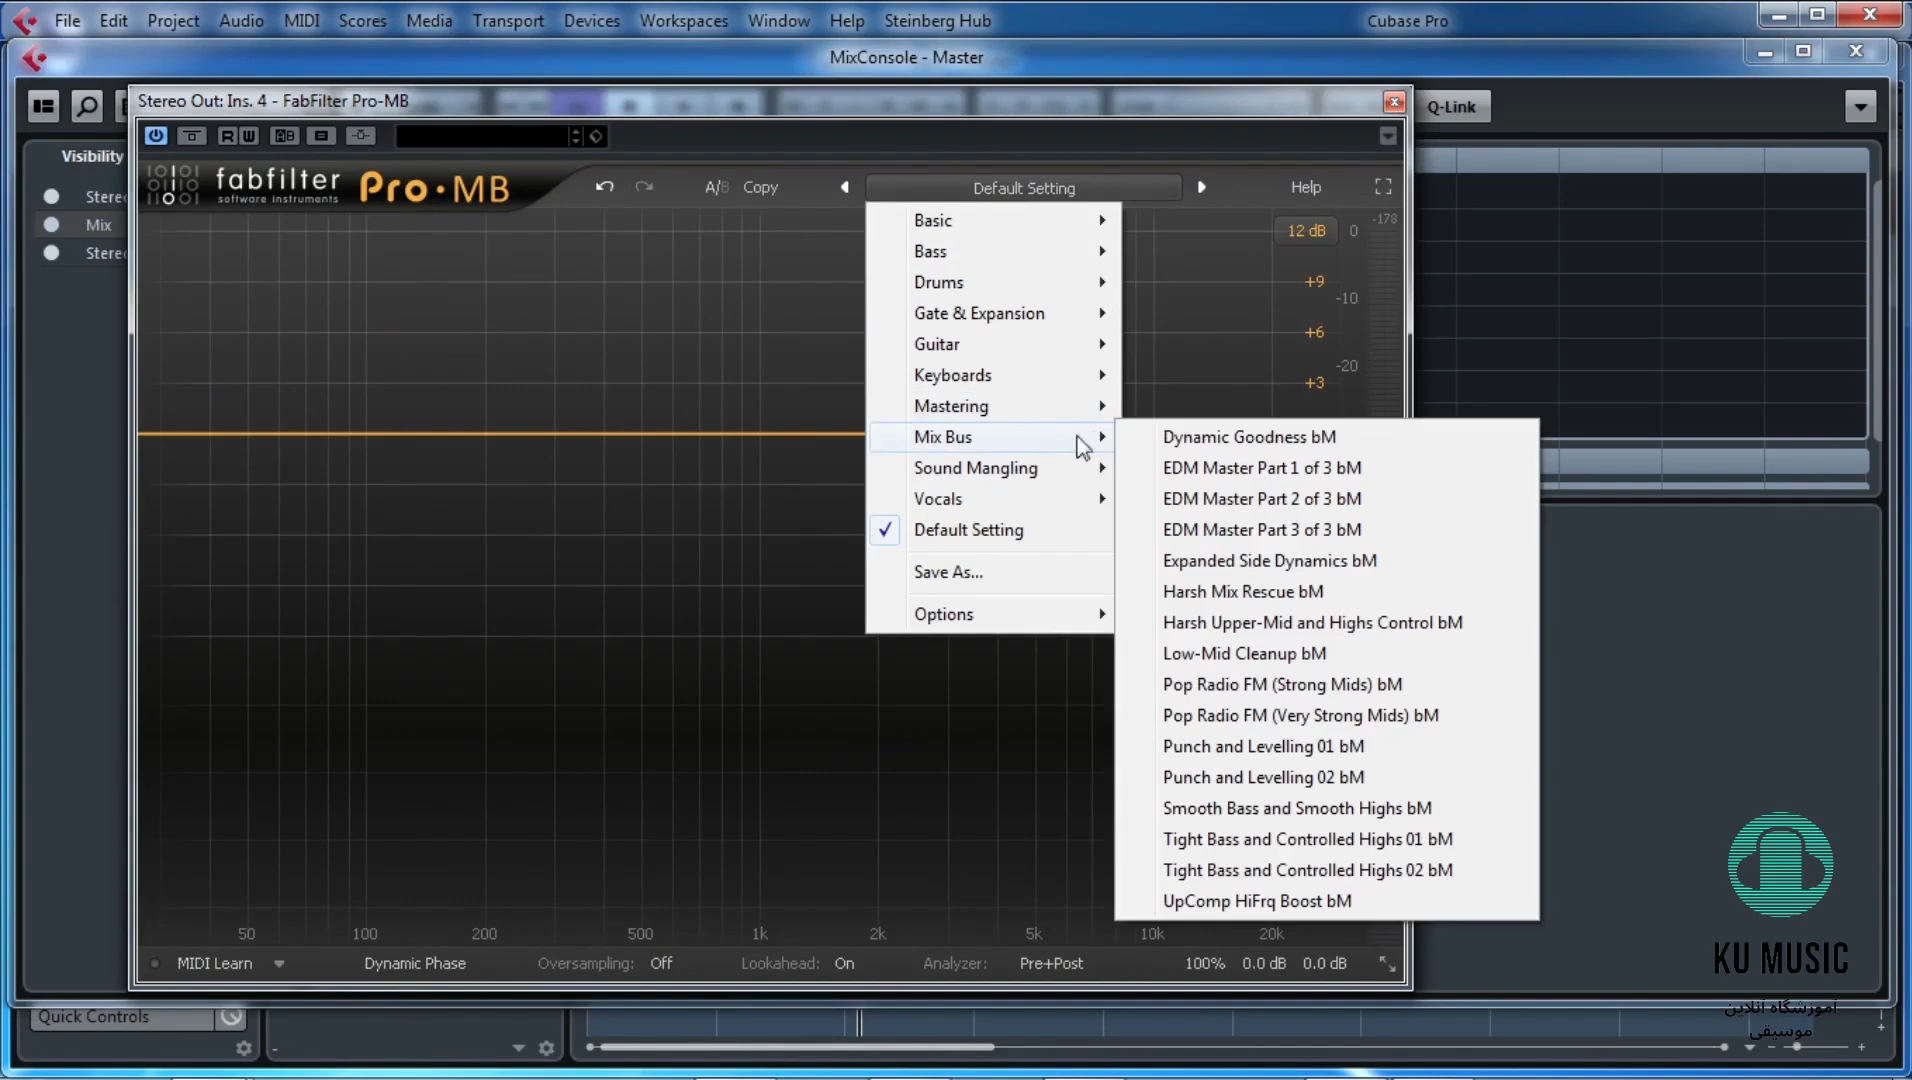 File Edit Project Audio MIDI Scores Media Transport Devices Workspaces Window Help Steinberg Hub Cubase Pro
MixConsole - Master
Stereo Out: Ins. 4 - FabFilter Pro-MB
Q-Link
Visibility
R W
Stereo
Mix
Stereo
fabfilter
software instruments
Pro·MB
A/B Copy
Default Setting
Help
Basic
Bass
Drums
Gate & Expansion
Guitar
Keyboards
Mastering
Mix Bus
Sound Mangling
Vocals
Default Setting
Save As...
Options
12 dB 0 -178
+9
-10
+6
-20
+3
Dynamic Goodness bM
EDM Master Part 1 of 3 bM
EDM Master Part 2 of 3 bM
EDM Master Part 3 of 3 bM
Expanded Side Dynamics bM
Harsh Mix Rescue bM
Harsh Upper-Mid and Highs Control bM
Low-Mid Cleanup bM
Pop Radio FM (Strong Mids) bM
Pop Radio FM (Very Strong Mids) bM
Punch and Levelling 01 bM
Punch and Levelling 02 bM
Smooth Bass and Smooth Highs bM
Tight Bass and Controlled Highs 01 bM
Tight Bass and Controlled Highs 02 bM
UpComp HiFrq Boost bM
50 100 200 500 1k 2k 5k 10k 20k
MIDI Learn Dynamic Phase Oversampling: Off Lookahead: On Analyzer: Pre+Post 100% 0.0 dB 0.0 dB
Quick Controls
KU MUSIC
آموزشگاه آنلاین
موسیقی